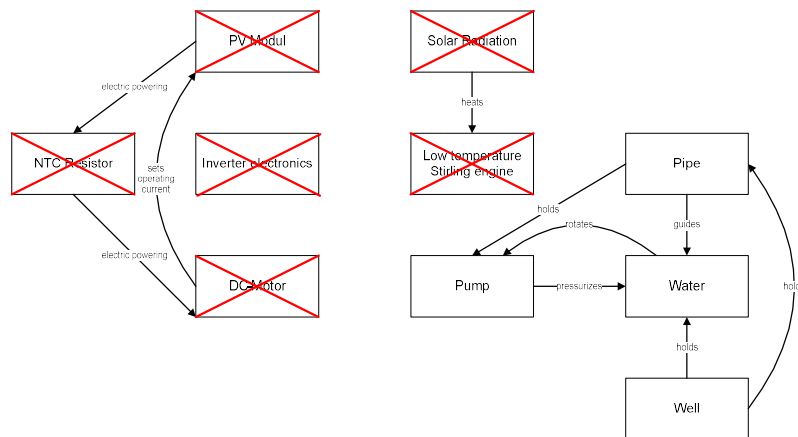 PV Modul
Solar Radiation
electric powering
heats
NTC Resistor
sets
operating
current
Inverter electronics
Low temperature
Stirling engine
Pipe
holds
rotates
guides
electric powering
DC-Motor
Pump
pressurizes
Water
hold
holds
Well